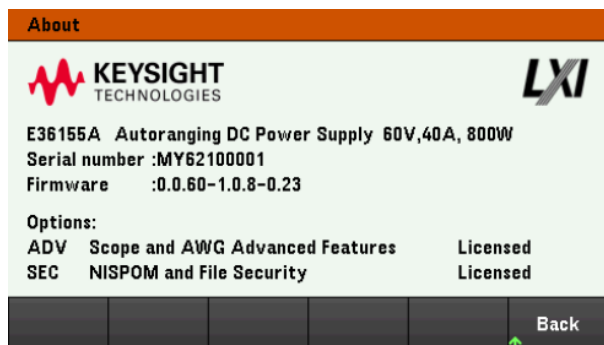 About
KEYSIGHT
TECHNOLOGIES
LXI
E36155A Autoranging DC Power Supply 60V,40A, 800W
Serial number :MY62100001
Firmware :0.0.60-1.0.8-0.23
Options:
ADV Scope and AWG Advanced Features Licensed
SEC NISPOM and File Security Licensed
Back